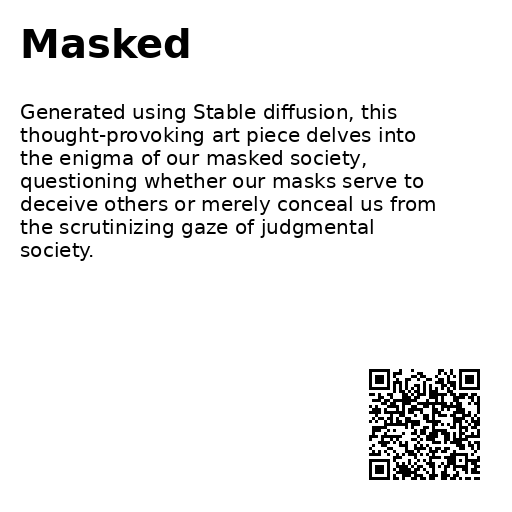 Masked
Generated using Stable diffusion, this
thought-provoking art piece delves into
the enigma of our masked society,
questioning whether our masks serve to
deceive others or merely conceal us from
the scrutinizing gaze of judgmental
society.